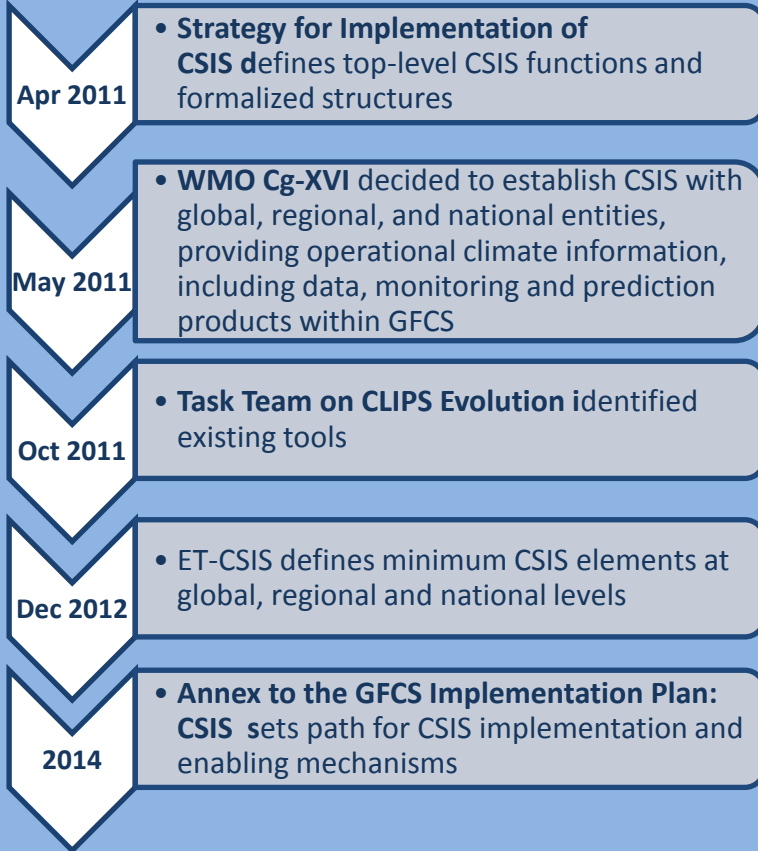 Apr 2011
• Strategy for Implementation of
CSIS defines top-level CSIS functions and
formalized structures
May 2011
• WMO Cg-XVI decided to establish CSIS with
global, regional, and national entities,
providing operational climate information,
including data, monitoring and prediction
products within GFCS
Oct 2011
• Task Team on CLIPS Evolution identified
existing tools
Dec 2012
• ET-CSIS defines minimum CSIS elements at
global, regional and national levels
2014
• Annex to the GFCS Implementation Plan:
CSIS sets path for CSIS implementation and
enabling mechanisms